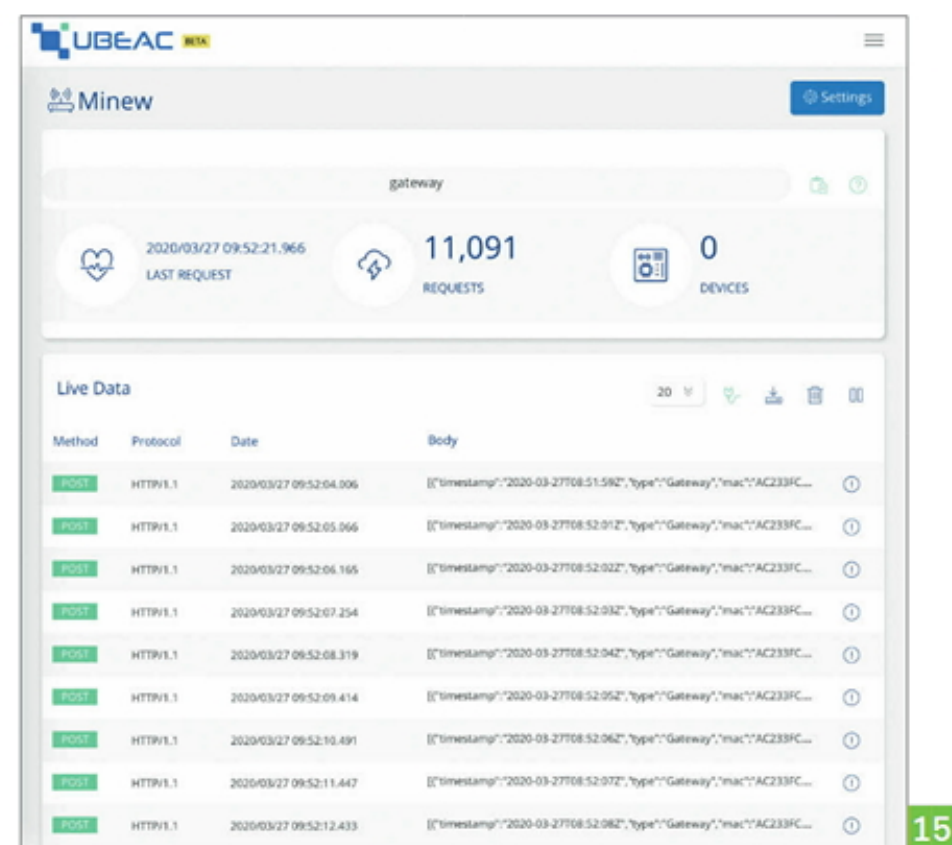 UBEAC BETA
Minew
Settings
gateway
2020/03/27 09:52:21.966
LAST REQUEST
11,091
REQUESTS
0
DEVICES
Live Data
20
Method Protocol Date Body
POST HTTP/1.1 2020/03/27 09:52:04.006 [{"timestamp":"2020-03-27T08:51:59Z","type":"Gateway","mac":"AC233FC...
POST HTTP/1.1 2020/03/27 09:52:05.066 [{"timestamp":"2020-03-27T08:52:01Z","type":"Gateway","mac":"AC233FC...
POST HTTP/1.1 2020/03/27 09:52:06.165 [{"timestamp":"2020-03-27T08:52:02Z","type":"Gateway","mac":"AC233FC...
POST HTTP/1.1 2020/03/27 09:52:07.254 [{"timestamp":"2020-03-27T08:52:03Z","type":"Gateway","mac":"AC233FC...
POST HTTP/1.1 2020/03/27 09:52:08.319 [{"timestamp":"2020-03-27T08:52:04Z","type":"Gateway","mac":"AC233FC...
POST HTTP/1.1 2020/03/27 09:52:09.414 [{"timestamp":"2020-03-27T08:52:05Z","type":"Gateway","mac":"AC233FC...
POST HTTP/1.1 2020/03/27 09:52:10.491 [{"timestamp":"2020-03-27T08:52:06Z","type":"Gateway","mac":"AC233FC...
POST HTTP/1.1 2020/03/27 09:52:11.447 [{"timestamp":"2020-03-27T08:52:07Z","type":"Gateway","mac":"AC233FC...
POST HTTP/1.1 2020/03/27 09:52:12.433 [{"timestamp":"2020-03-27T08:52:08Z","type":"Gateway","mac":"AC233FC...
15